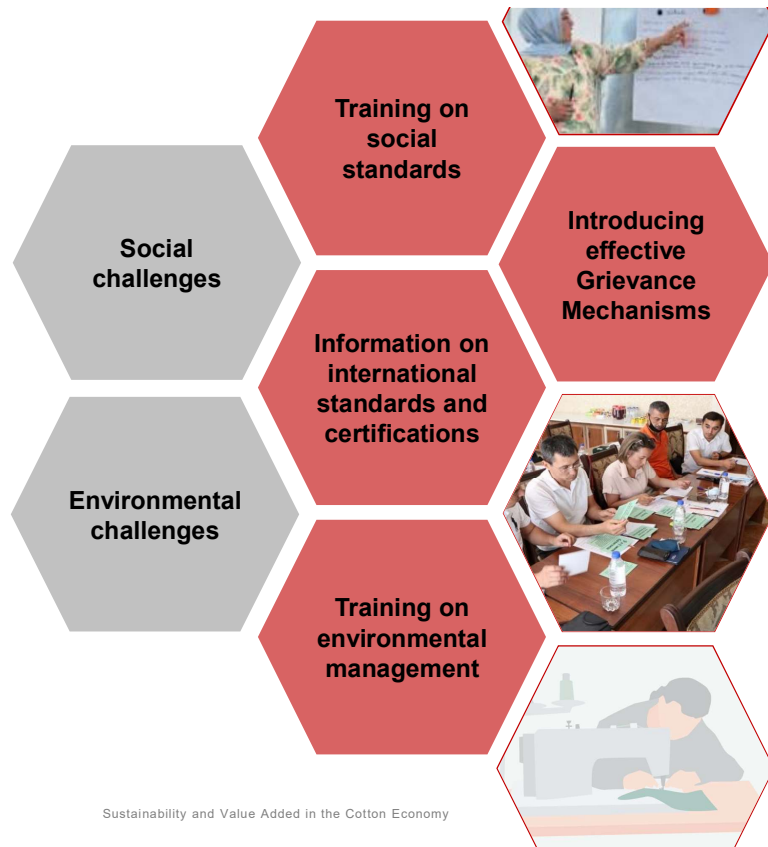 Training on
social
standards
Social
challenges
Introducing
effective
Grievance
Mechanisms
Information on
international
standards and
certifications
Environmental
challenges
Training on
environmental
management
Sustainability and Value Added in the Cotton Economy